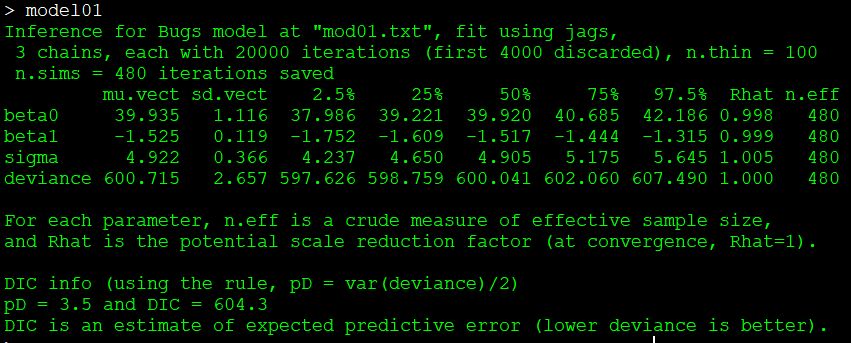 > model01
Inference for Bugs model at "mod01.txt", fit using jags,
 3 chains, each with 20000 iterations (first 4000 discarded), n.thin = 100
 n.sims = 480 iterations saved
         mu.vect sd.vect    2.5%     25%     50%     75%   97.5%  Rhat n.eff
beta0     39.935   1.116  37.986  39.221  39.920  40.685  42.186 0.998   480
beta1     -1.525   0.119  -1.752  -1.609  -1.517  -1.444  -1.315 0.999   480
sigma      4.922   0.366   4.237   4.650   4.905   5.175   5.645 1.005   480
deviance 600.715   2.657 597.626 598.759 600.041 602.060 607.490 1.000   480
For each parameter, n.eff is a crude measure of effective sample size,
and Rhat is the potential scale reduction factor (at convergence, Rhat=1).
DIC info (using the rule, pD = var(deviance)/2)
pD = 3.5 and DIC = 604.3
DIC is an estimate of expected predictive error (lower deviance is better).